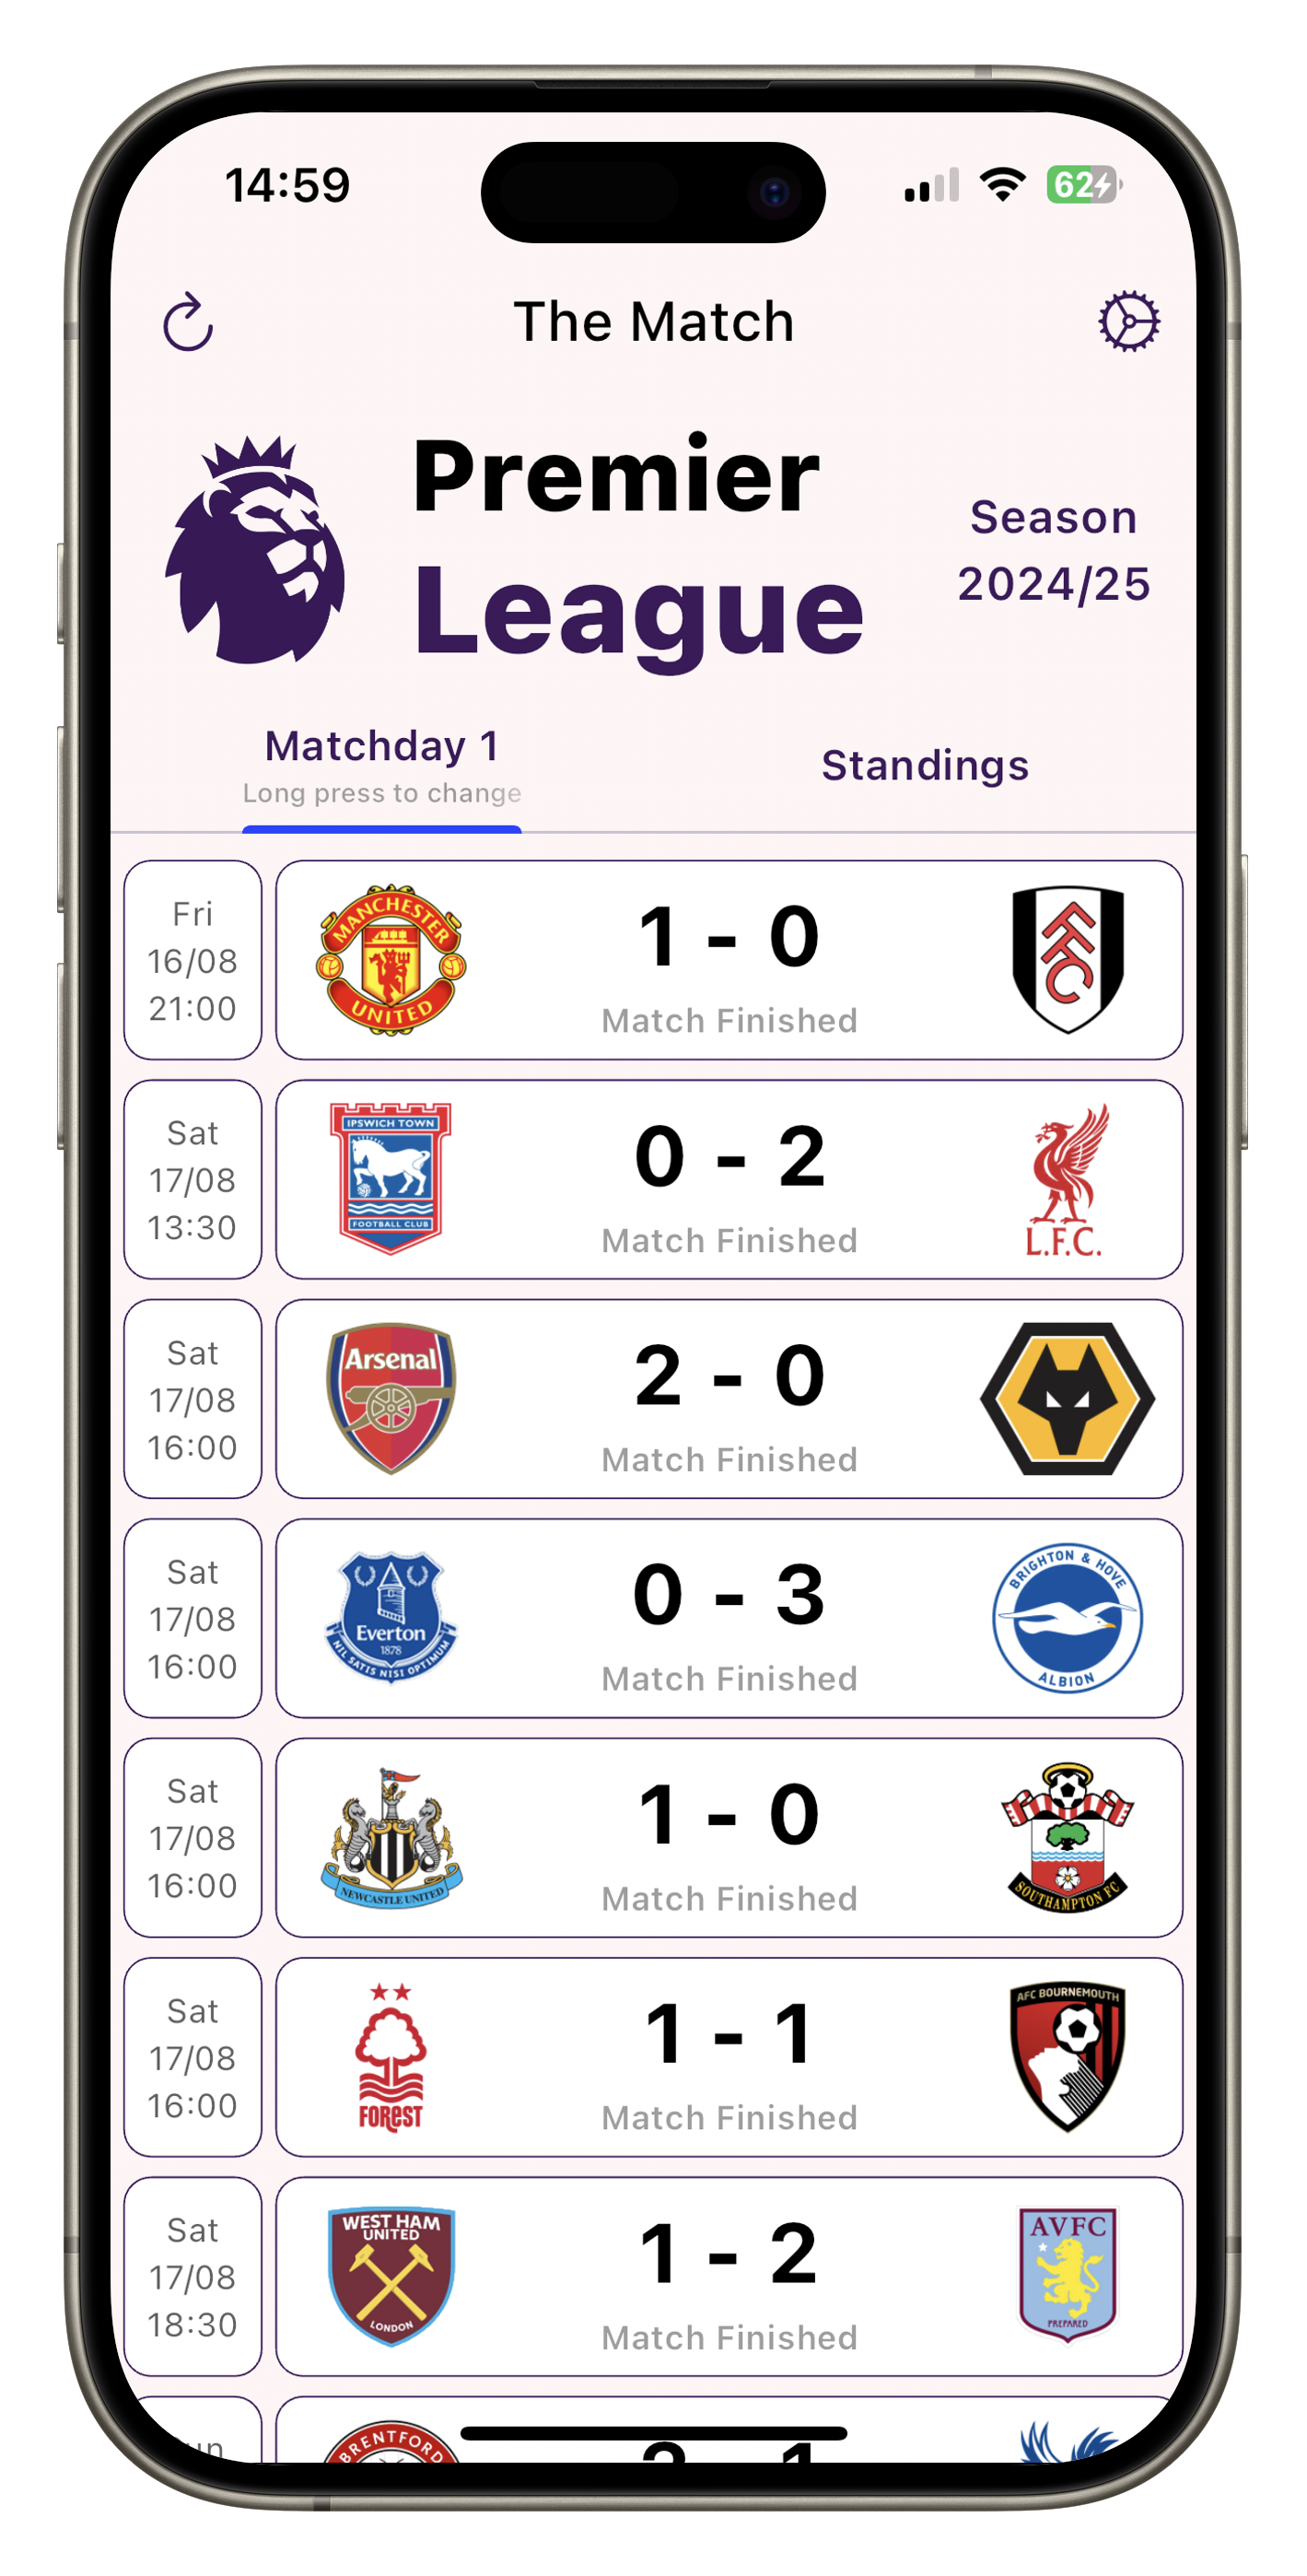 14:59
62
The Match
Premier
League
Season
2024/25
Matchday 1
Long press to change
Standings
Fri
16/08
21:00
MANCHESTER
UNITED
1 - 0
Match Finished
FFC
Sat
17/08
13:30
IPSWICH TOWN
FOOTBALL CLUB
0 - 2
Match Finished
L.F.C.
Sat
17/08
16:00
Arsenal
2 - 0
Match Finished
Sat
17/08
16:00
Everton
1878
NIL SATIS NISI OPTIMUM
0 - 3
Match Finished
BRIGHTON & HOVE
ALBION
Sat
17/08
16:00
NEWCASTLE UNITED
1 - 0
Match Finished
SOUTHAMPTON FC
Sat
17/08
16:00
FOREST
1 - 1
Match Finished
AFC BOURNEMOUTH
Sat
17/08
18:30
WEST HAM
UNITED
LONDON
1 - 2
Match Finished
AVFC
PREPARED
BRENTFORD